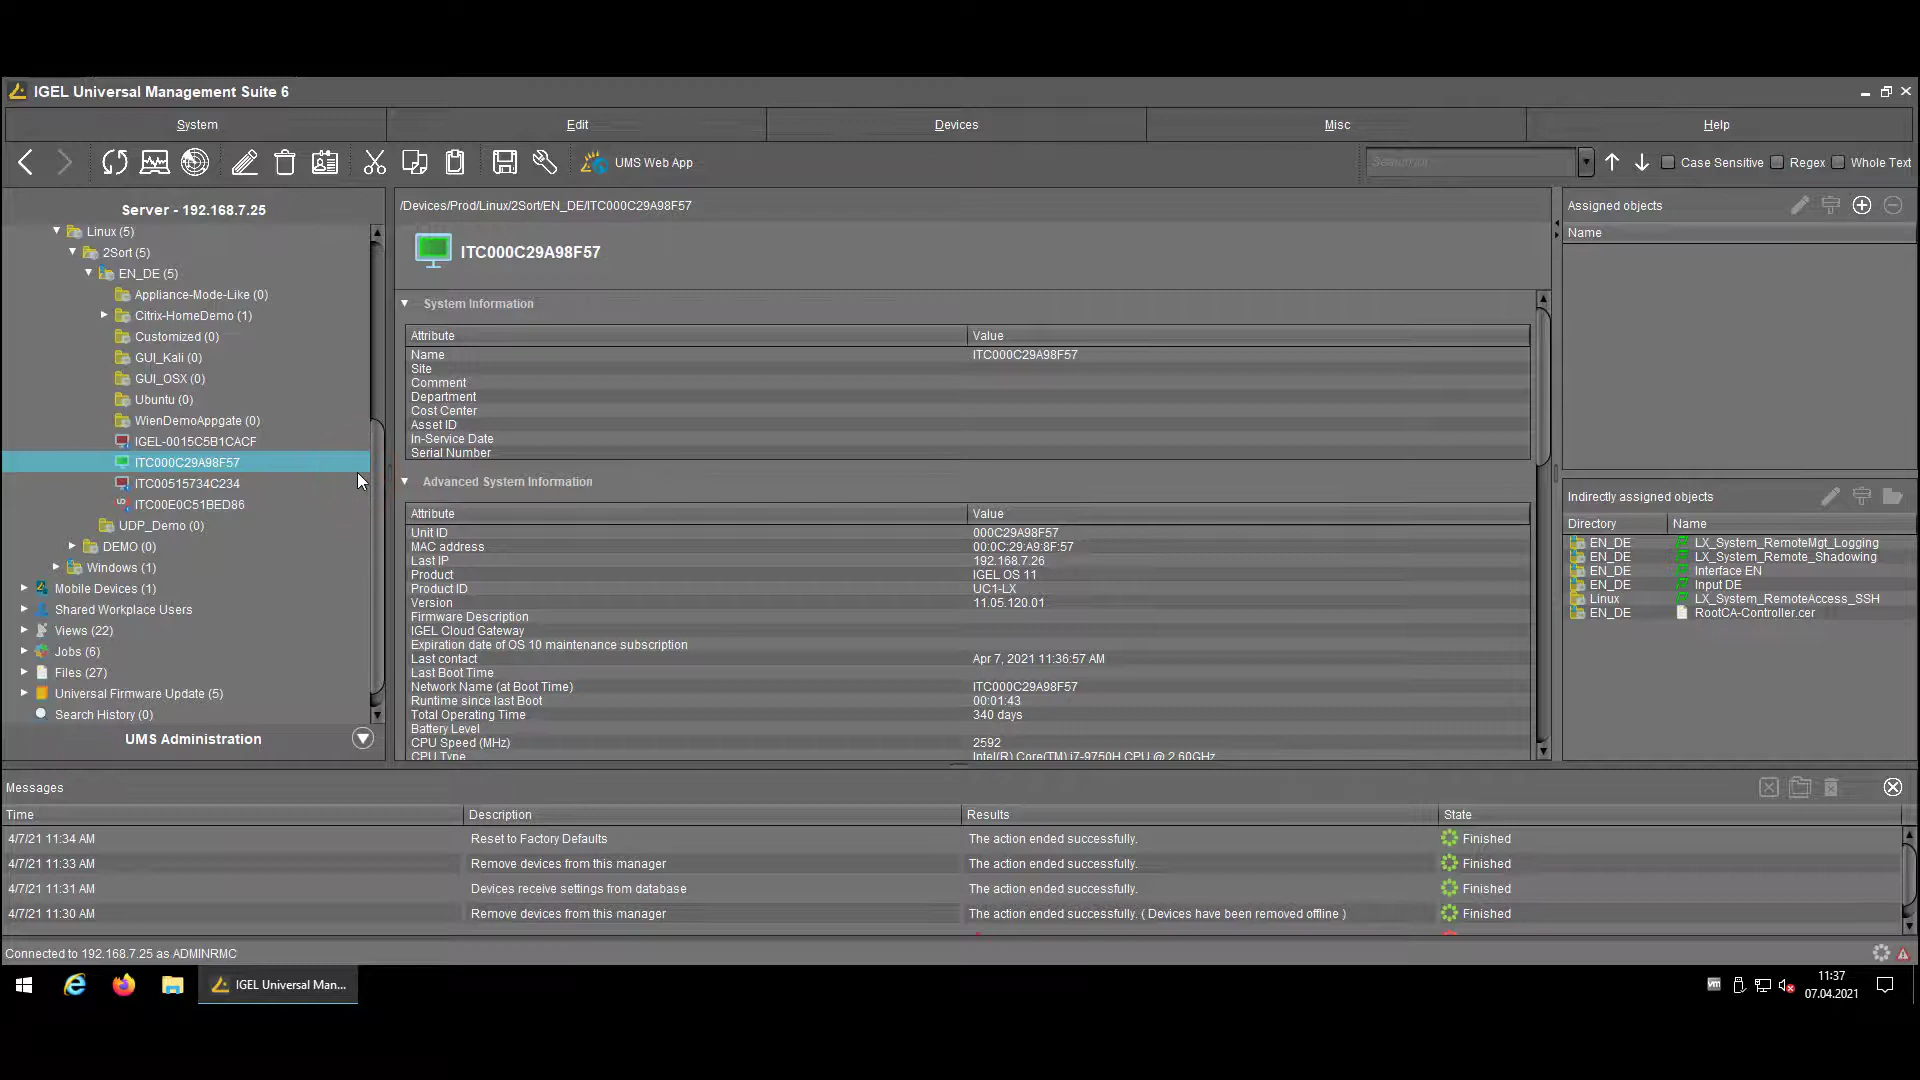 IGEL Universal Management Suite 6
System Edit Devices Misc Help
UMS Web App
Search for
Case Sensitive Regex Whole Text
Server - 192.168.7.25
Linux (5)
2Sort (5)
EN_DE (5)
Appliance-Mode-Like (0)
Citrix-HomeDemo (1)
Customized (0)
GUI_Kali (0)
GUI_OSX (0)
Ubuntu (0)
WienDemoAppgate (0)
IGEL-0015C5B1CACF
ITC000C29A98F57
ITC00515734C234
ITC00E0C51BED86
UDP_Demo (0)
DEMO (0)
Windows (1)
Mobile Devices (1)
Shared Workplace Users
Views (22)
Jobs (6)
Files (27)
Universal Firmware Update (5)
Search History (0)
UMS Administration
/Devices/Prod/Linux/2Sort/EN_DE/ITC000C29A98F57
ITC000C29A98F57
System Information
Attribute Value
Name ITC000C29A98F57
Site
Comment
Department
Cost Center
Asset ID
In-Service Date
Serial Number
Advanced System Information
Attribute Value
Unit ID 000C29A98F57
MAC address 00:0C:29:A9:8F:57
Last IP 192.168.7.26
Product IGEL OS 11
Product ID UC1-LX
Version 11.05.120.01
Firmware Description
IGEL Cloud Gateway
Expiration date of OS 10 maintenance subscription
Last contact Apr 7, 2021 11:36:57 AM
Last Boot Time
Network Name (at Boot Time) ITC000C29A98F57
Runtime since last Boot 00:01:43
Total Operating Time 340 days
Battery Level
CPU Speed (MHz) 2592
CPU Type Intel(R) Core(TM) i7-9750H CPU @ 2.60GHz
Assigned objects
Name
Indirectly assigned objects
Directory Name
EN_DE LX_System_RemoteMgt_Logging
EN_DE LX_System_Remote_Shadowing
EN_DE Interface EN
EN_DE Input DE
Linux LX_System_RemoteAccess_SSH
EN_DE RootCA-Controller.cer
Messages
Time Description Results State
4/7/21 11:34 AM Reset to Factory Defaults The action ended successfully. Finished
4/7/21 11:33 AM Remove devices from this manager The action ended successfully. Finished
4/7/21 11:31 AM Devices receive settings from database The action ended successfully. Finished
4/7/21 11:30 AM Remove devices from this manager The action ended successfully. ( Devices have been removed offline ) Finished
Connected to 192.168.7.25 as ADMINRMC
IGEL Universal Man...
vm
11:37
07.04.2021